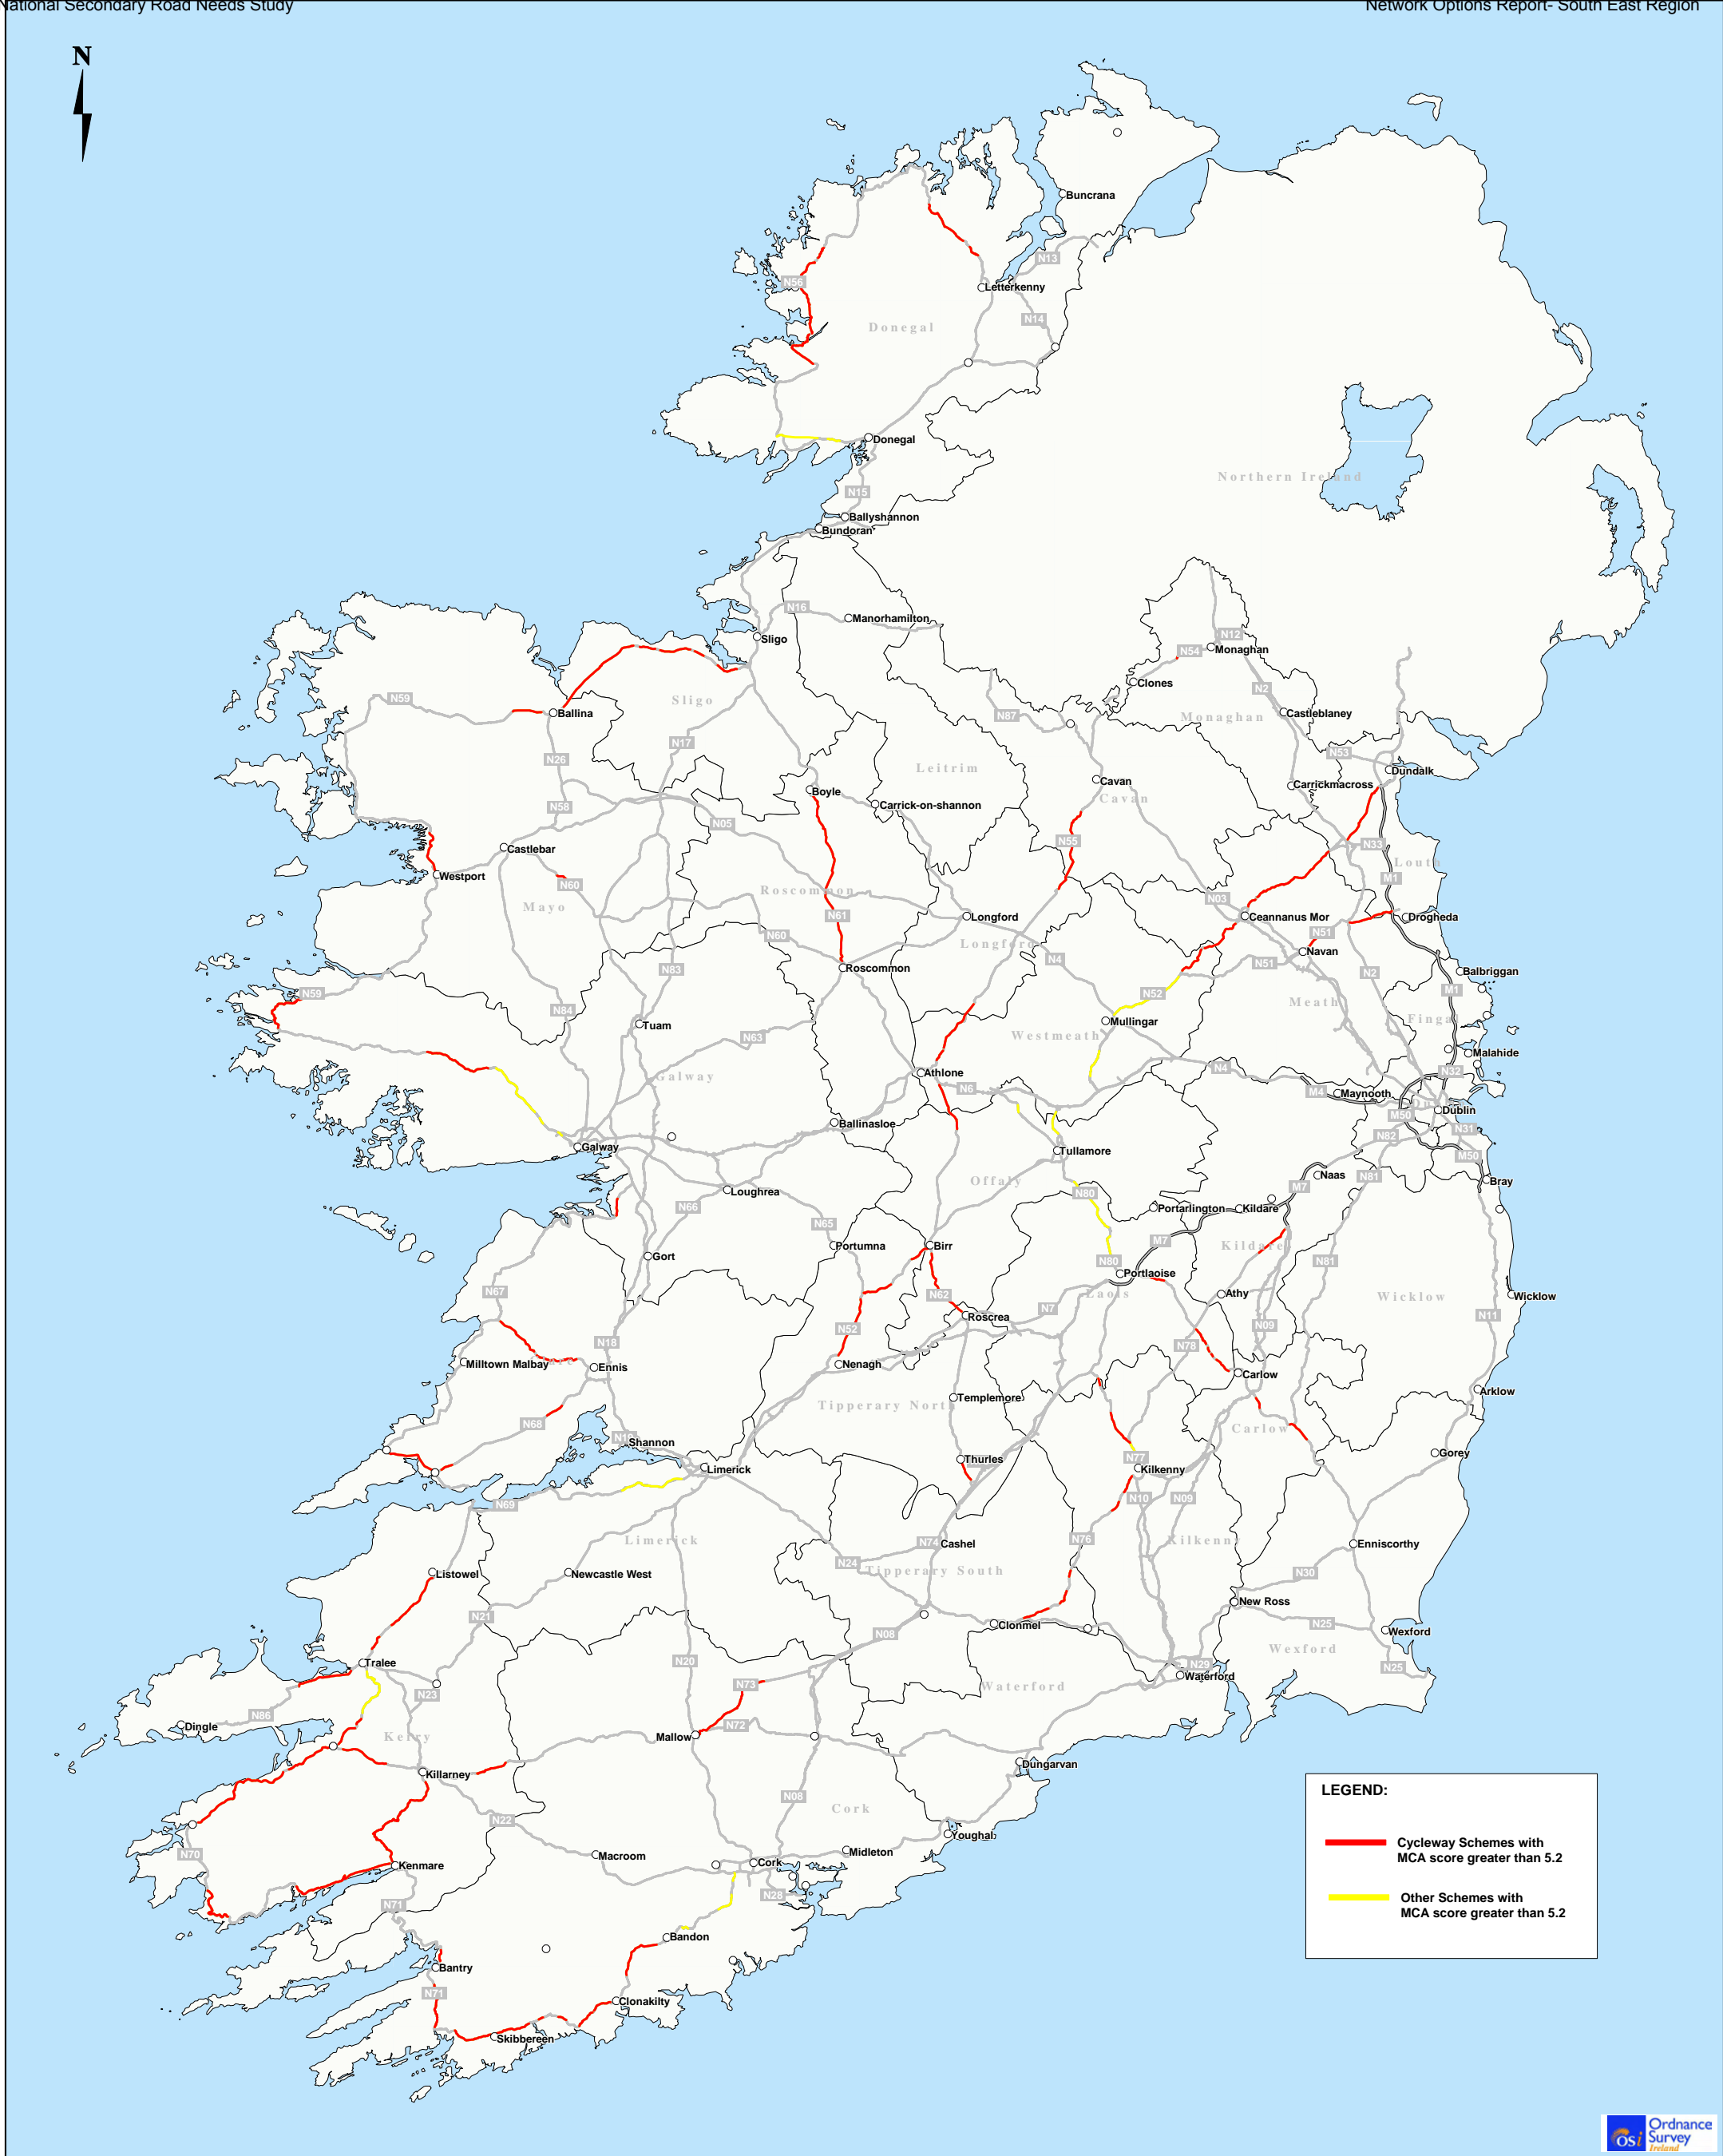 National Secondary Road Needs Study
Network Options Report- South East Region
N
Buncrana
N13
N56
Letterkenny
N14
Donegal
Donegal
Northern Ireland
N15
Ballyshannon
Bundoran
N16
Manorhamilton
Sligo
N12
Monaghan
N54
Clones
N2
N59
Sligo
Ballina
Castleblaney
N87
Monaghan
N17
N53
N26
Leitrim
Dundalk
Cavan
Carrickmacross
Boyle
Cavan
Carrick-on-shannon
N58
N05
N55
N33
Castlebar
Louth
Westport
M1
N60
Roscommon
Mayo
N03
N61
Longford
Ceannanus Mor
Drogheda
N51
N60
Longford
Navan
N4
N51
Roscommon
N83
N2
Balbriggan
N59
N52
M1
Meath
N84
Fingal
Tuam
Mullingar
Westmeath
N63
Malahide
N4
N32
Galway
Athlone
N6
M4
Maynooth
Dublin
M50
Ballinasloe
N31
N82
Galway
Tullamore
M50
Naas
N81
Offaly
M7
Bray
Loughrea
N80
N66
Portarlington
Kildare
N65
M7
Portumna
Birr
Kildare
Gort
N80
N81
Portlaoise
N67
N62
Laois
Athy
Wicklow
Wicklow
N7
Roscrea
N11
N52
N09
N18
N78
Milltown Malbay
Ennis
Nenagh
Carlow
Arklow
Templemore
Tipperary North
N68
Carlow
Shannon
Gorey
Thurles
N77
Limerick
Kilkenny
N69
N10
N09
Limerick
N74
Cashel
N76
Kilkenny
Enniscorthy
N24
Tipperary South
Listowel
Newcastle West
N30
New Ross
N21
N25
Clonmel
Wexford
N08
Wexford
Tralee
N20
N29
N25
Waterford
N73
Waterford
N23
N86
Dingle
N72
Kerry
Mallow
Dungarvan
Killarney
LEGEND:
N08
Cork
N22
Youghal
Cycleway Schemes with
MCA score greater than 5.2
N70
Midleton
Macroom
Cork
Kenmare
N28
Other Schemes with
MCA score greater than 5.2
N71
Bandon
Bantry
N71
Clonakilty
Skibbereen
osi
Ordnance
Survey
Ireland